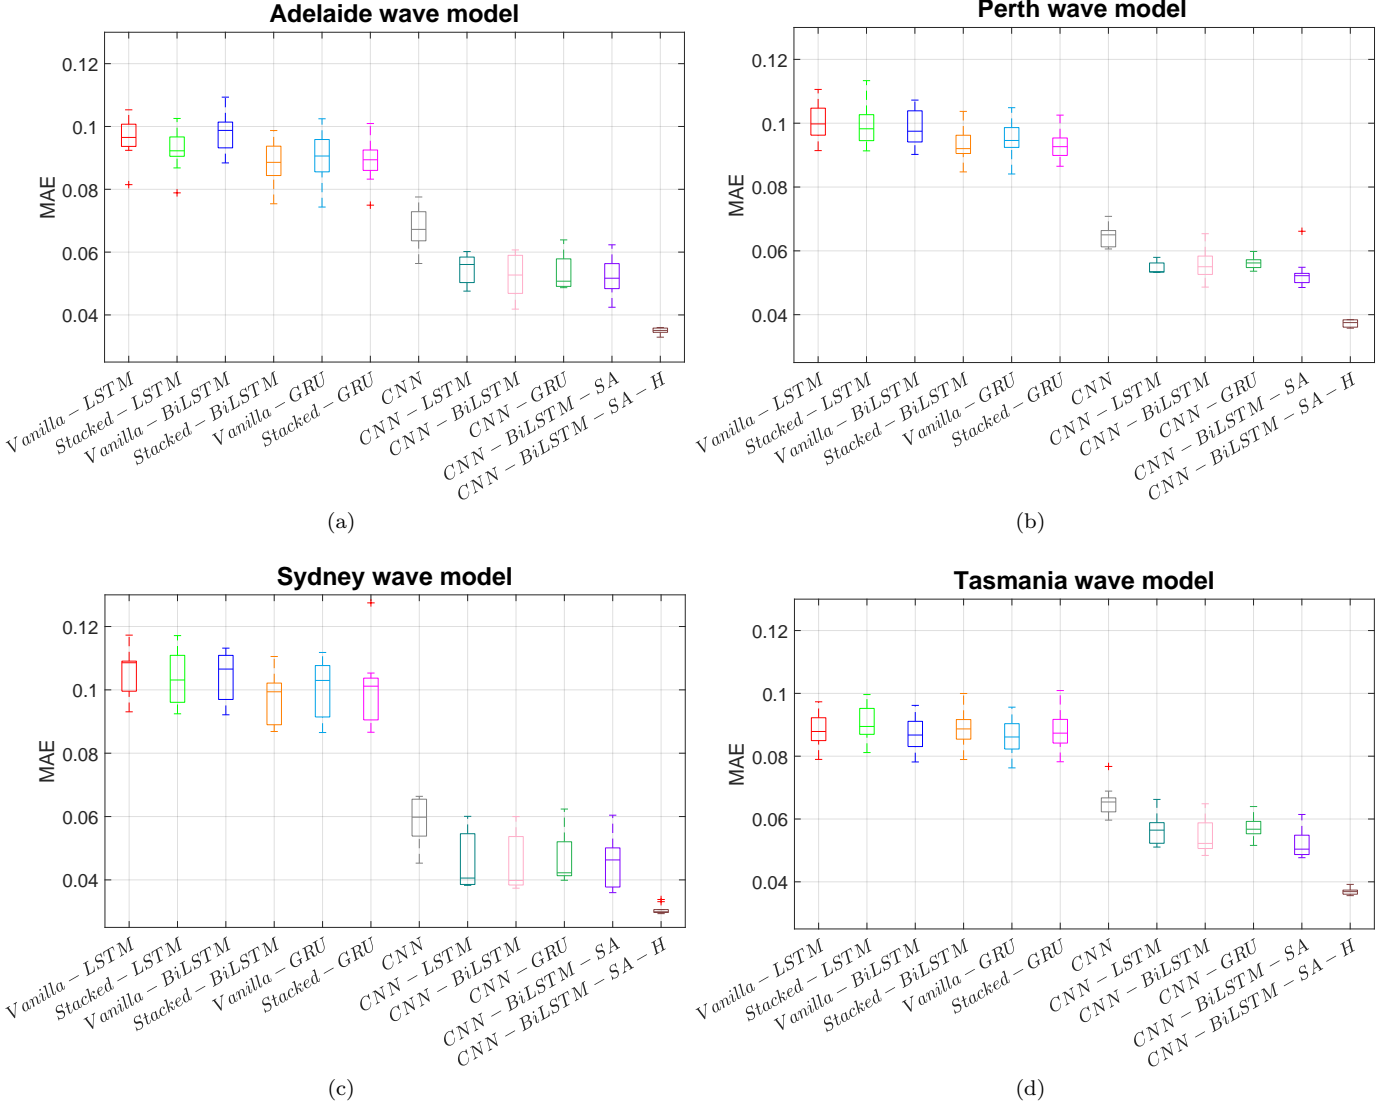 Adelaide wave model
MAE
0.12
0.1
0.08
0.06
0.04
Vanilla - LSTM
Stacked - LSTM
Vanilla - BiLSTM
Stacked - BiLSTM
Vanilla - GRU
Stacked - GRU
CNN
CNN - LSTM
CNN - BiLSTM
CNN - GRU
CNN - BiLSTM - SA
CNN - BiLSTM - SA - H
(a)
Perth wave model
MAE
0.12
0.1
0.08
0.06
0.04
Vanilla - LSTM
Stacked - LSTM
Vanilla - BiLSTM
Stacked - BiLSTM
Vanilla - GRU
Stacked - GRU
CNN
CNN - LSTM
CNN - BiLSTM
CNN - GRU
CNN - BiLSTM - SA
CNN - BiLSTM - SA - H
(b)
Sydney wave model
MAE
0.12
0.1
0.08
0.06
0.04
Vanilla - LSTM
Stacked - LSTM
Vanilla - BiLSTM
Stacked - BiLSTM
Vanilla - GRU
Stacked - GRU
CNN
CNN - LSTM
CNN - BiLSTM
CNN - GRU
CNN - BiLSTM - SA
CNN - BiLSTM - SA - H
(c)
Tasmania wave model
MAE
0.12
0.1
0.08
0.06
0.04
Vanilla - LSTM
Stacked - LSTM
Vanilla - BiLSTM
Stacked - BiLSTM
Vanilla - GRU
Stacked - GRU
CNN
CNN - LSTM
CNN - BiLSTM
CNN - GRU
CNN - BiLSTM - SA
CNN - BiLSTM - SA - H
(d)